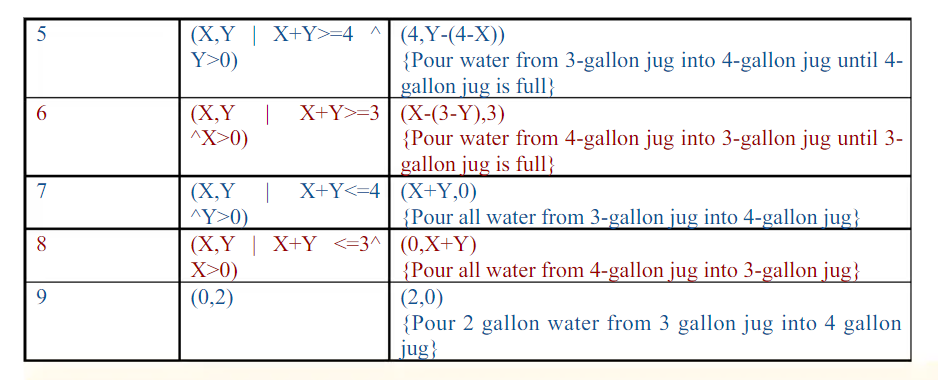 5 (X,Y | X+Y>=4 ^ (4,Y-(4-X))
Y>0) {Pour water from 3-gallon jug into 4-gallon jug until 4-
gallon jug is full}
6 (X,Y | X+Y>=3 (X-(3-Y),3)
^X>0) {Pour water from 4-gallon jug into 3-gallon jug until 3-
gallon jug is full}
7 (X,Y | X+Y<=4 (X+Y,0)
^Y>0) {Pour all water from 3-gallon jug into 4-gallon jug}
8 (X,Y | X+Y <=3^ (0,X+Y)
X>0) {Pour all water from 4-gallon jug into 3-gallon jug}
9 (0,2) (2,0)
{Pour 2 gallon water from 3 gallon jug into 4 gallon
jug}